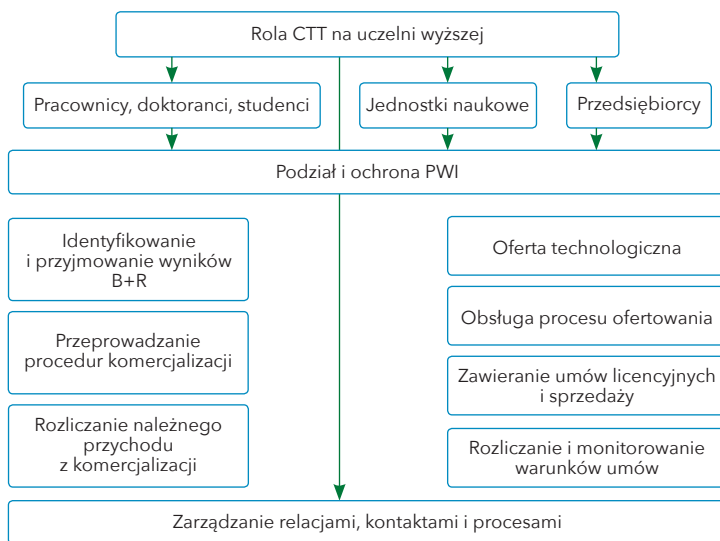 Rola CTT na uczelni wyższej
Pracownicy, doktoranci, studenci
Jednostki naukowe
Przedsiębiorcy
Podział i ochrona PWI
Identyfikowanie
i przyjmowanie wyników
B+R
Przeprowadzanie
procedur komercjalizacji
Rozliczanie należnego
przychodu
z komercjalizacji
Oferta technologiczna
Obsługa procesu ofertowania
Zawieranie umów licencyjnych
i sprzedaży
Rozliczanie i monitorowanie
warunków umów
Zarządzanie relacjami, kontaktami i procesami